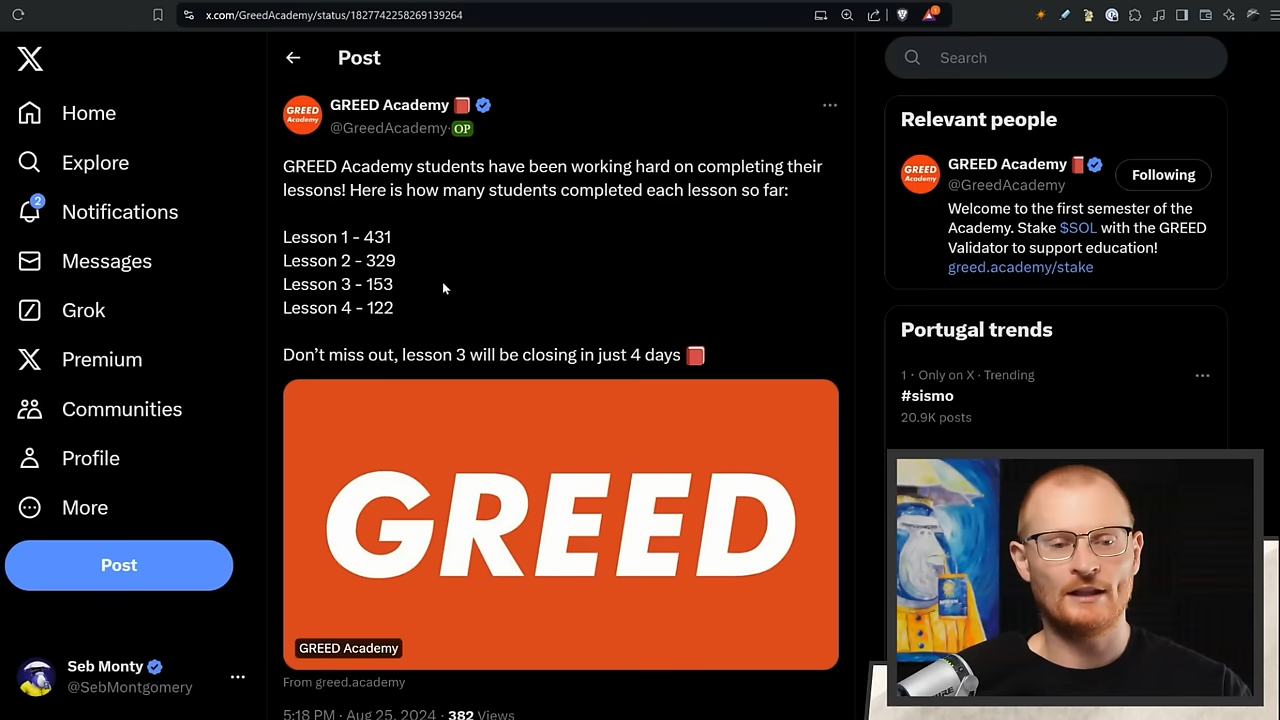 x.com/GreedAcademy/status/1827742258269139264
Home
Explore
2
Notifications
Messages
Grok
Premium
Communities
Profile
More
Post
Seb Monty
@SebMontgomery
Post
GREED Academy
GREED Academy
@GreedAcademy·OP
GREED Academy students have been working hard on completing their
lessons! Here is how many students completed each lesson so far:
Lesson 1 - 431
Lesson 2 - 329
Lesson 3 - 153
Lesson 4 - 122
Don’t miss out, lesson 3 will be closing in just 4 days
GREED
GREED Academy
From greed.academy
5:18 PM · Aug 25, 2024 · 382 Views
Search
Relevant people
GREED Academy
GREED Academy
@GreedAcademy
Following
Welcome to the first semester of the
Academy. Stake $SOL with the GREED
Validator to support education!
greed.academy/stake
Portugal trends
1 · Only on X · Trending
#sismo
20.9K posts